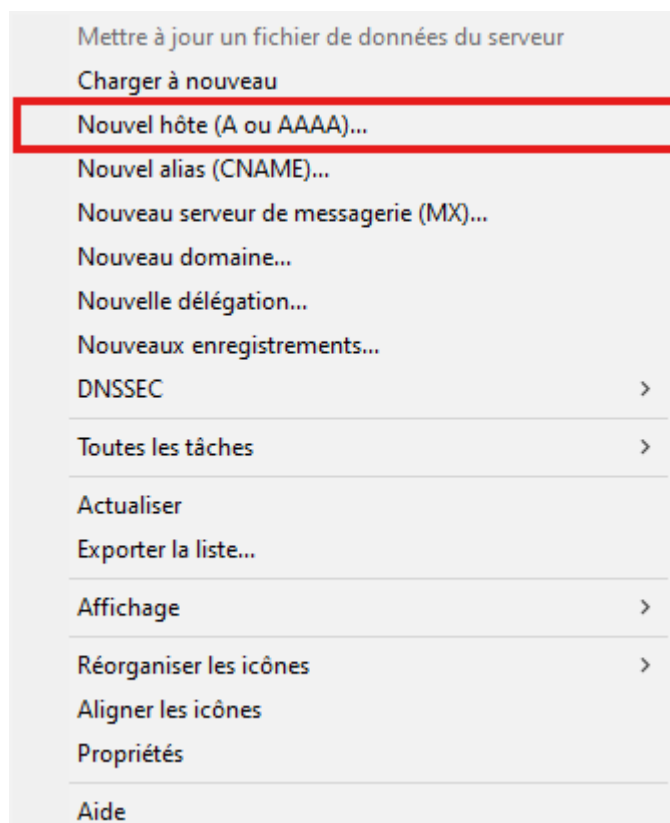 Mettre à jour un fichier de données du serveur
Charger à nouveau
Nouvel hôte (A ou AAAA)...
Nouvel alias (CNAME)...
Nouveau serveur de messagerie (MX)...
Nouveau domaine...
Nouvelle délégation...
Nouveaux enregistrements...
DNSSEC
Toutes les tâches
Actualiser
Exporter la liste...
Affichage
Réorganiser les icônes
Aligner les icônes
Propriétés
Aide